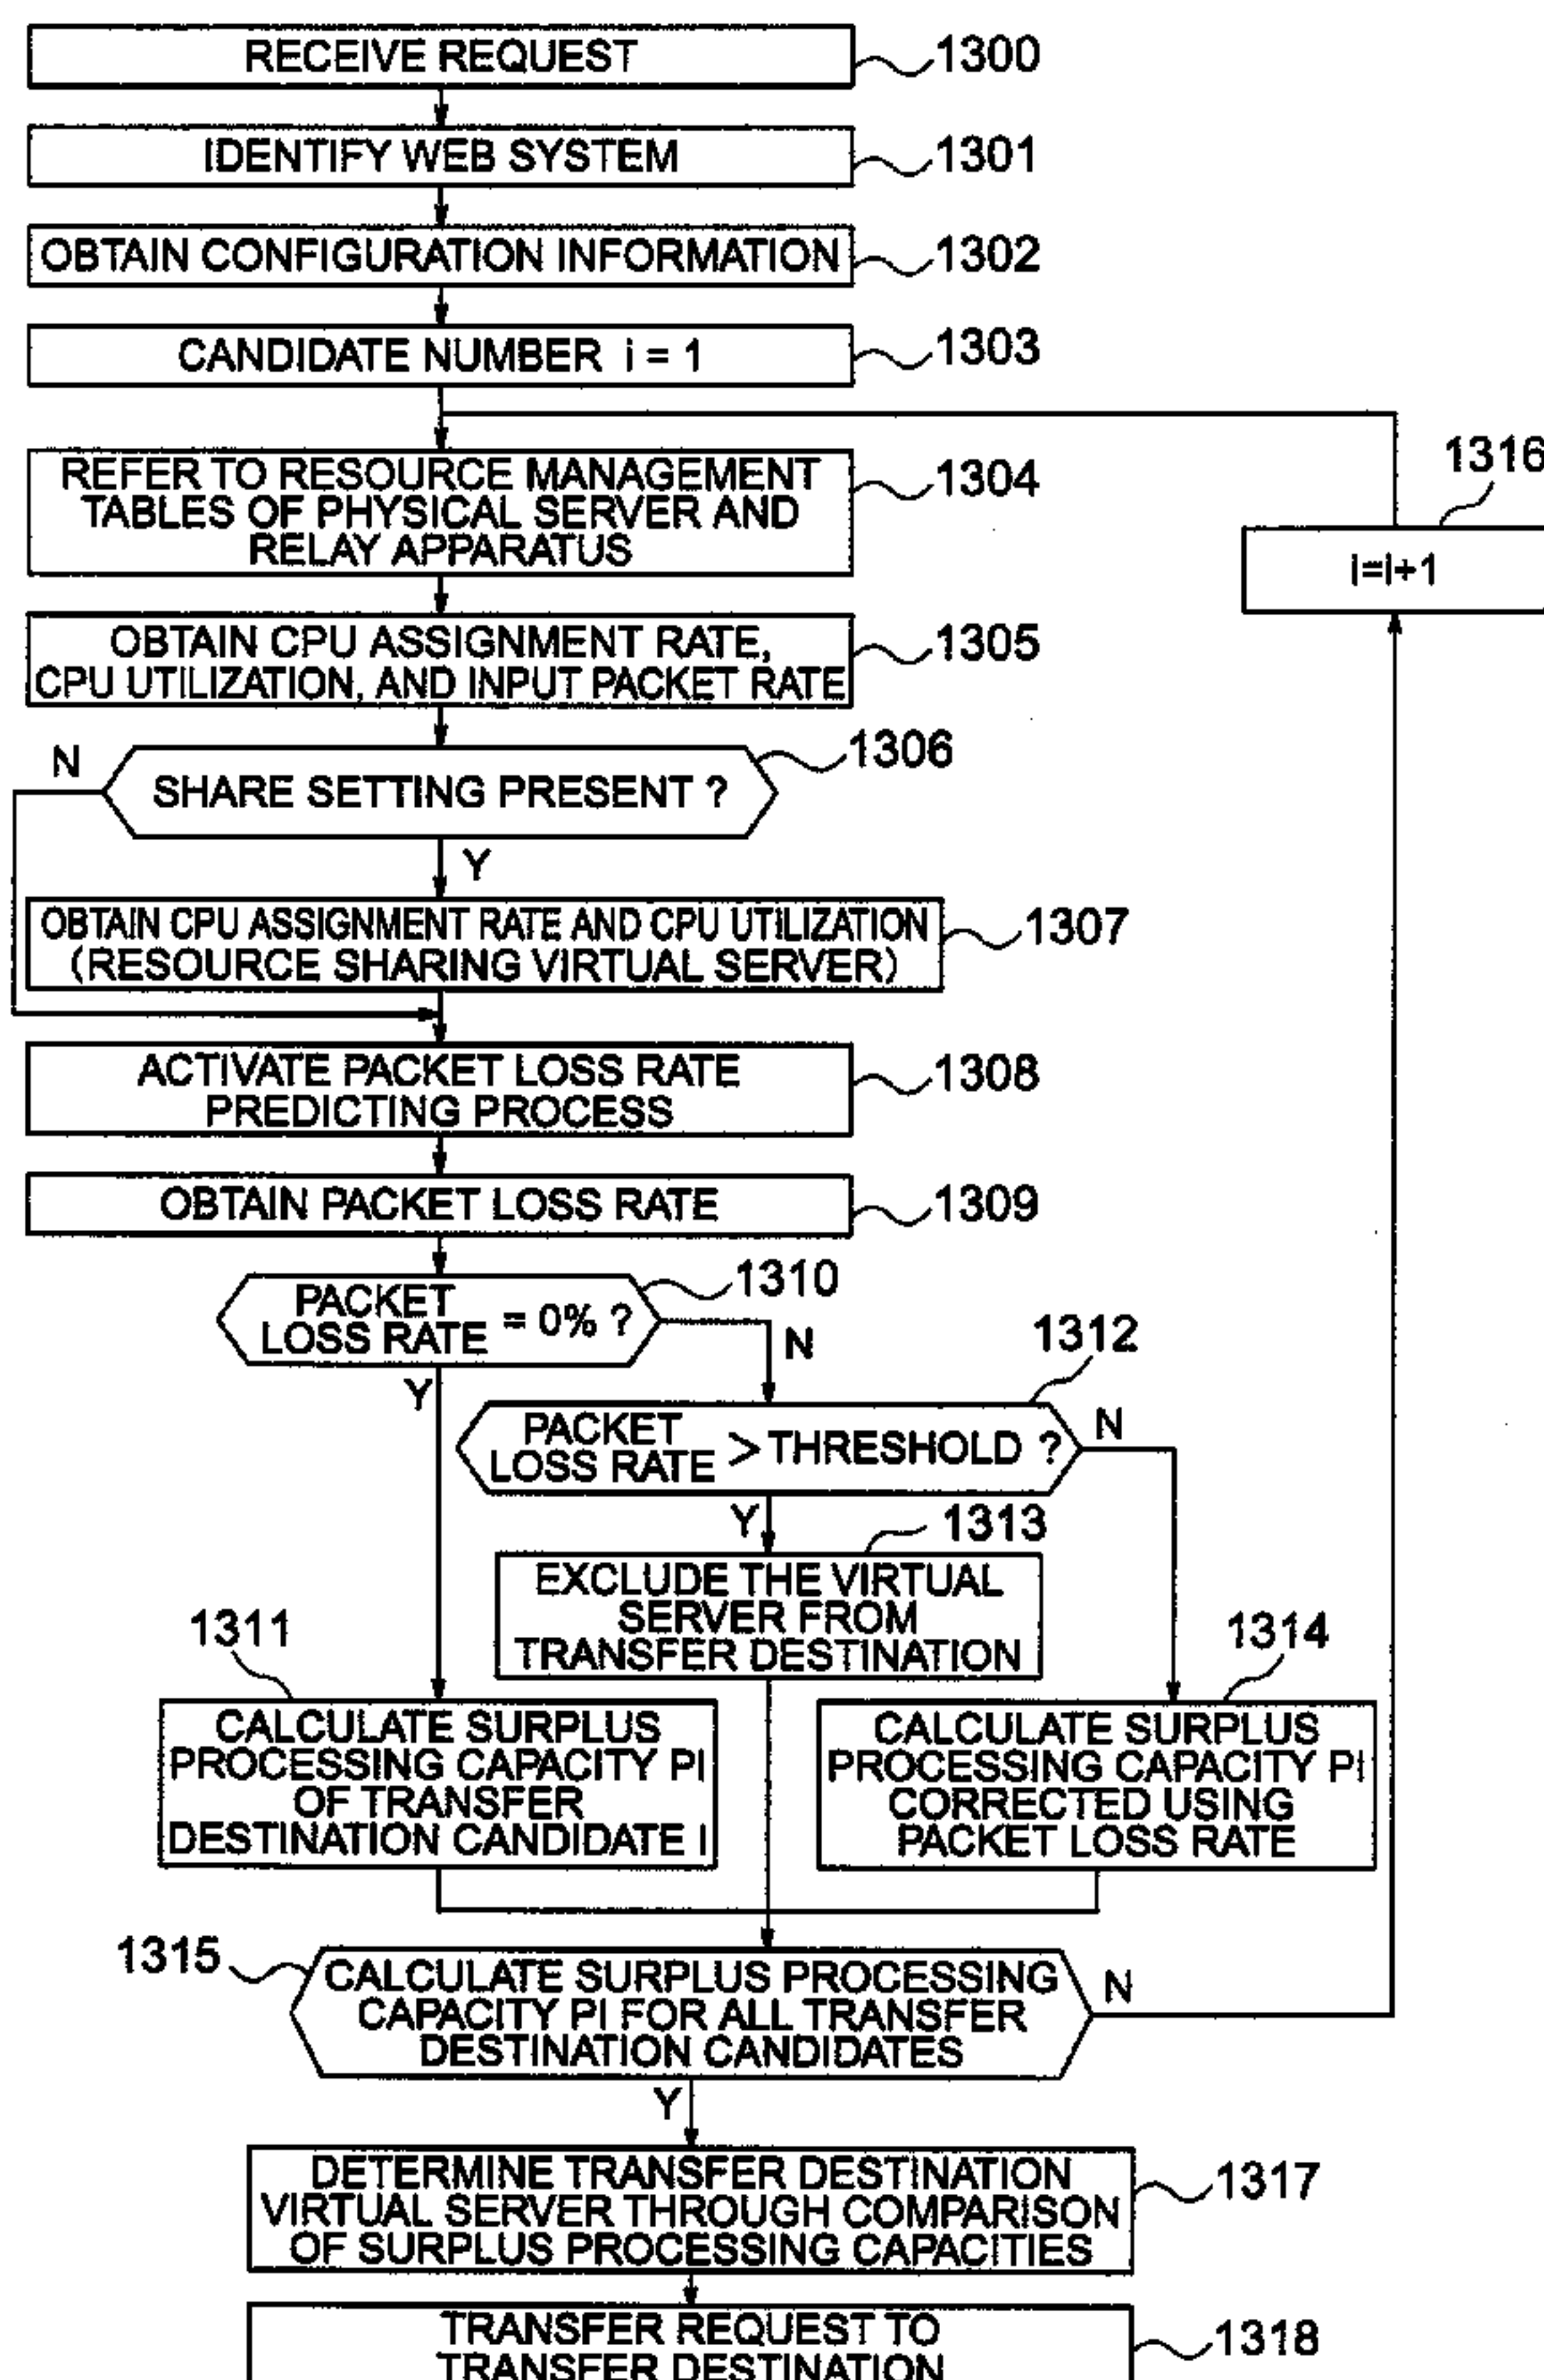 RECEIVE REQUEST
1300
IDENTIFY WEB SYSTEM
1301
OBTAIN CONFIGURATION INFORMATION
1302
CANDIDATE NUMBER i = 1
1303
REFER TO RESOURCE MANAGEMENT
TABLES OF PHYSICAL SERVER AND
RELAY APPARATUS
1304
1316
i=i+1
OBTAIN CPU ASSIGNMENT RATE,
CPU UTILIZATION, AND INPUT PACKET RATE
1305
N
SHARE SETTING PRESENT ?
1306
Y
OBTAIN CPU ASSIGNMENT RATE AND CPU UTILIZATION
(RESOURCE SHARING VIRTUAL SERVER)
1307
ACTIVATE PACKET LOSS RATE
PREDICTING PROCESS
1308
OBTAIN PACKET LOSS RATE
1309
PACKET
LOSS RATE = 0% ?
1310
N
Y
1312
PACKET
LOSS RATE > THRESHOLD ?
N
Y
1313
EXCLUDE THE VIRTUAL
SERVER FROM
TRANSFER DESTINATION
1311
CALCULATE SURPLUS
PROCESSING CAPACITY PI
OF TRANSFER
DESTINATION CANDIDATE I
1314
CALCULATE SURPLUS
PROCESSING CAPACITY PI
CORRECTED USING
PACKET LOSS RATE
1315
CALCULATE SURPLUS PROCESSING
CAPACITY PI FOR ALL TRANSFER
DESTINATION CANDIDATES
N
Y
DETERMINE TRANSFER DESTINATION
VIRTUAL SERVER THROUGH COMPARISON
OF SURPLUS PROCESSING CAPACITIES
1317
TRANSFER REQUEST TO
TRANSFER DESTINATION
1318